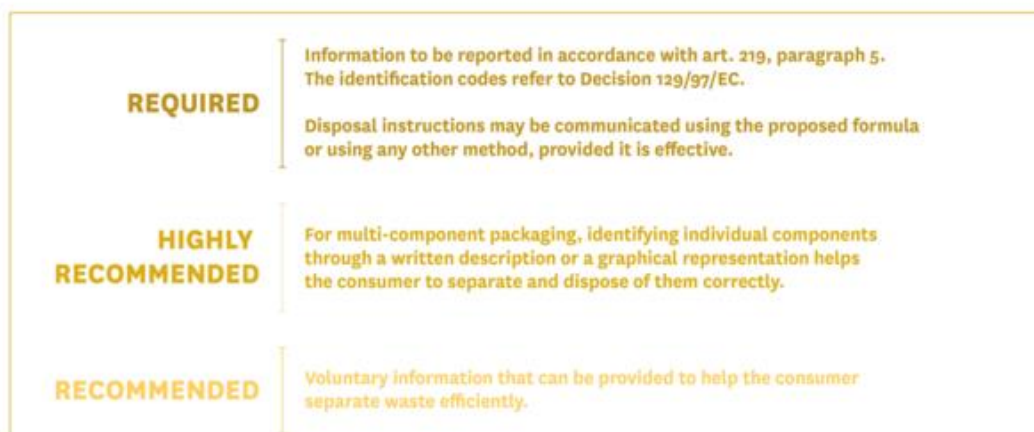 REQUIRED
Information to be reported in accordance with art. 219, paragraph 5.
The identification codes refer to Decision 129/97/EC.
Disposal instructions may be communicated using the proposed formula
or using any other method, provided it is effective.
HIGHLY
RECOMMENDED
For multi-component packaging, identifying individual components
through a written description or a graphical representation helps
the consumer to separate and dispose of them correctly.
RECOMMENDED
Voluntary information that can be provided to help the consumer
separate waste efficiently.